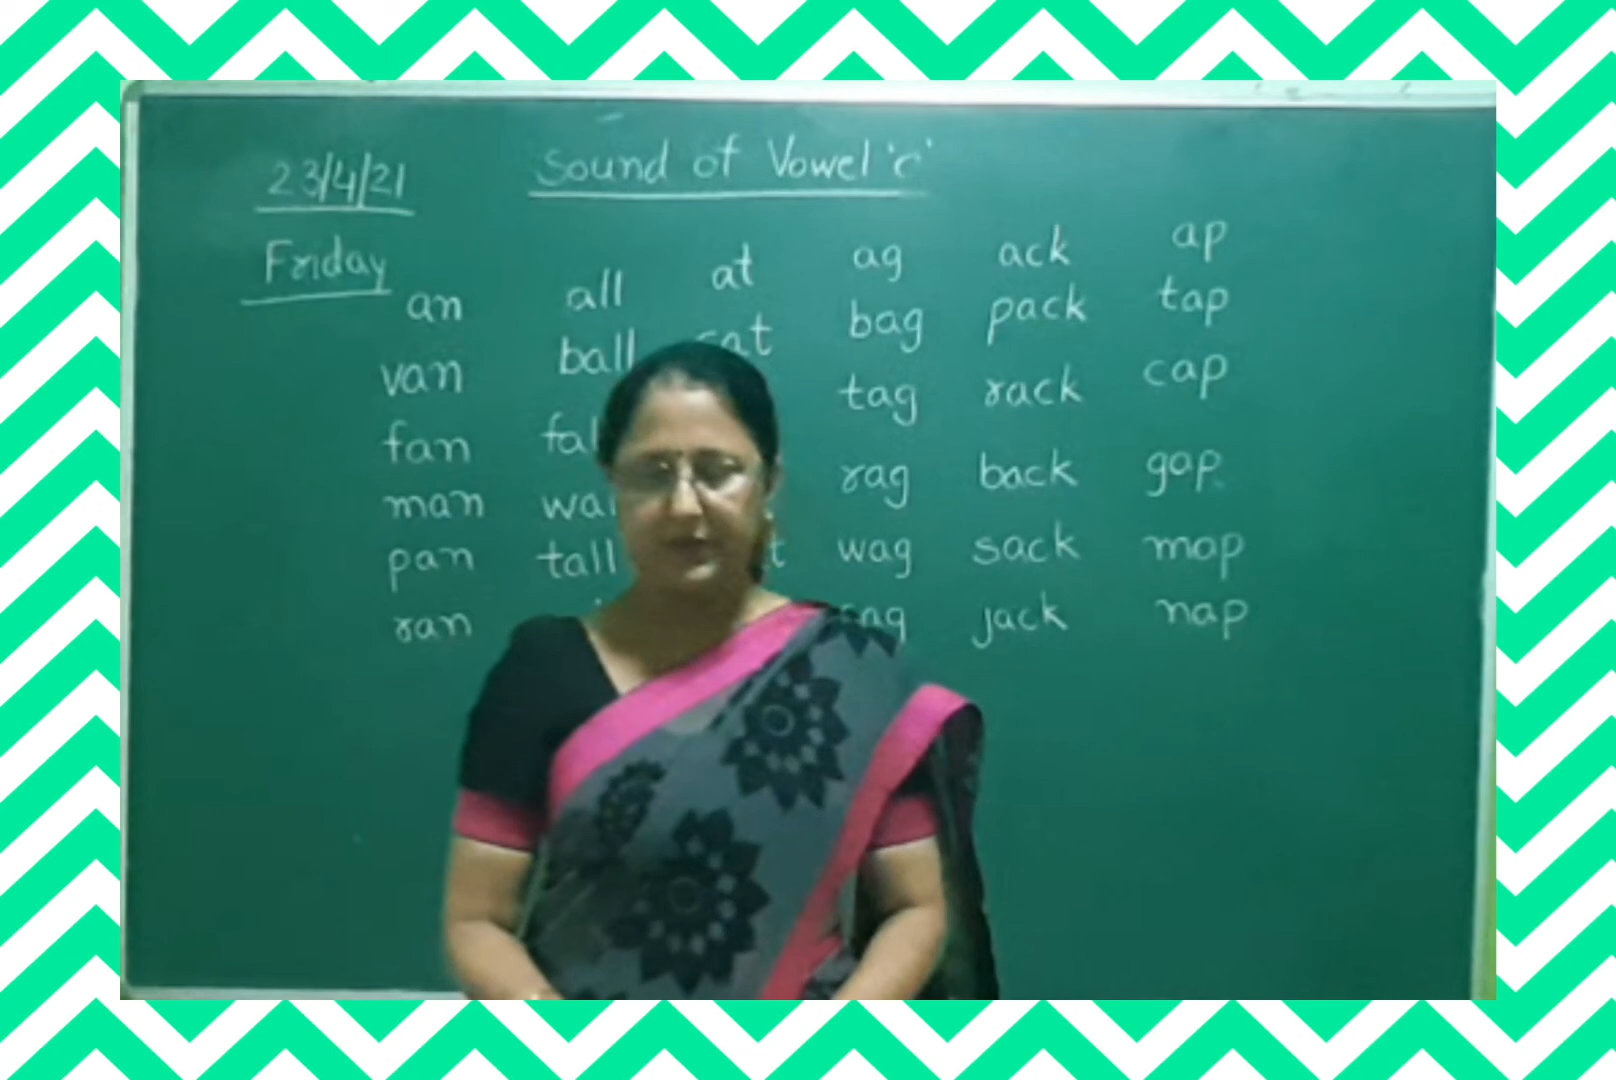 23/4/21 Sound of Vowel 'c'
Friday
an all at ag ack ap
van ball bag pack tap
fan tag rack cap
man rag back gap
pan tall wag sack map
ran jack nap